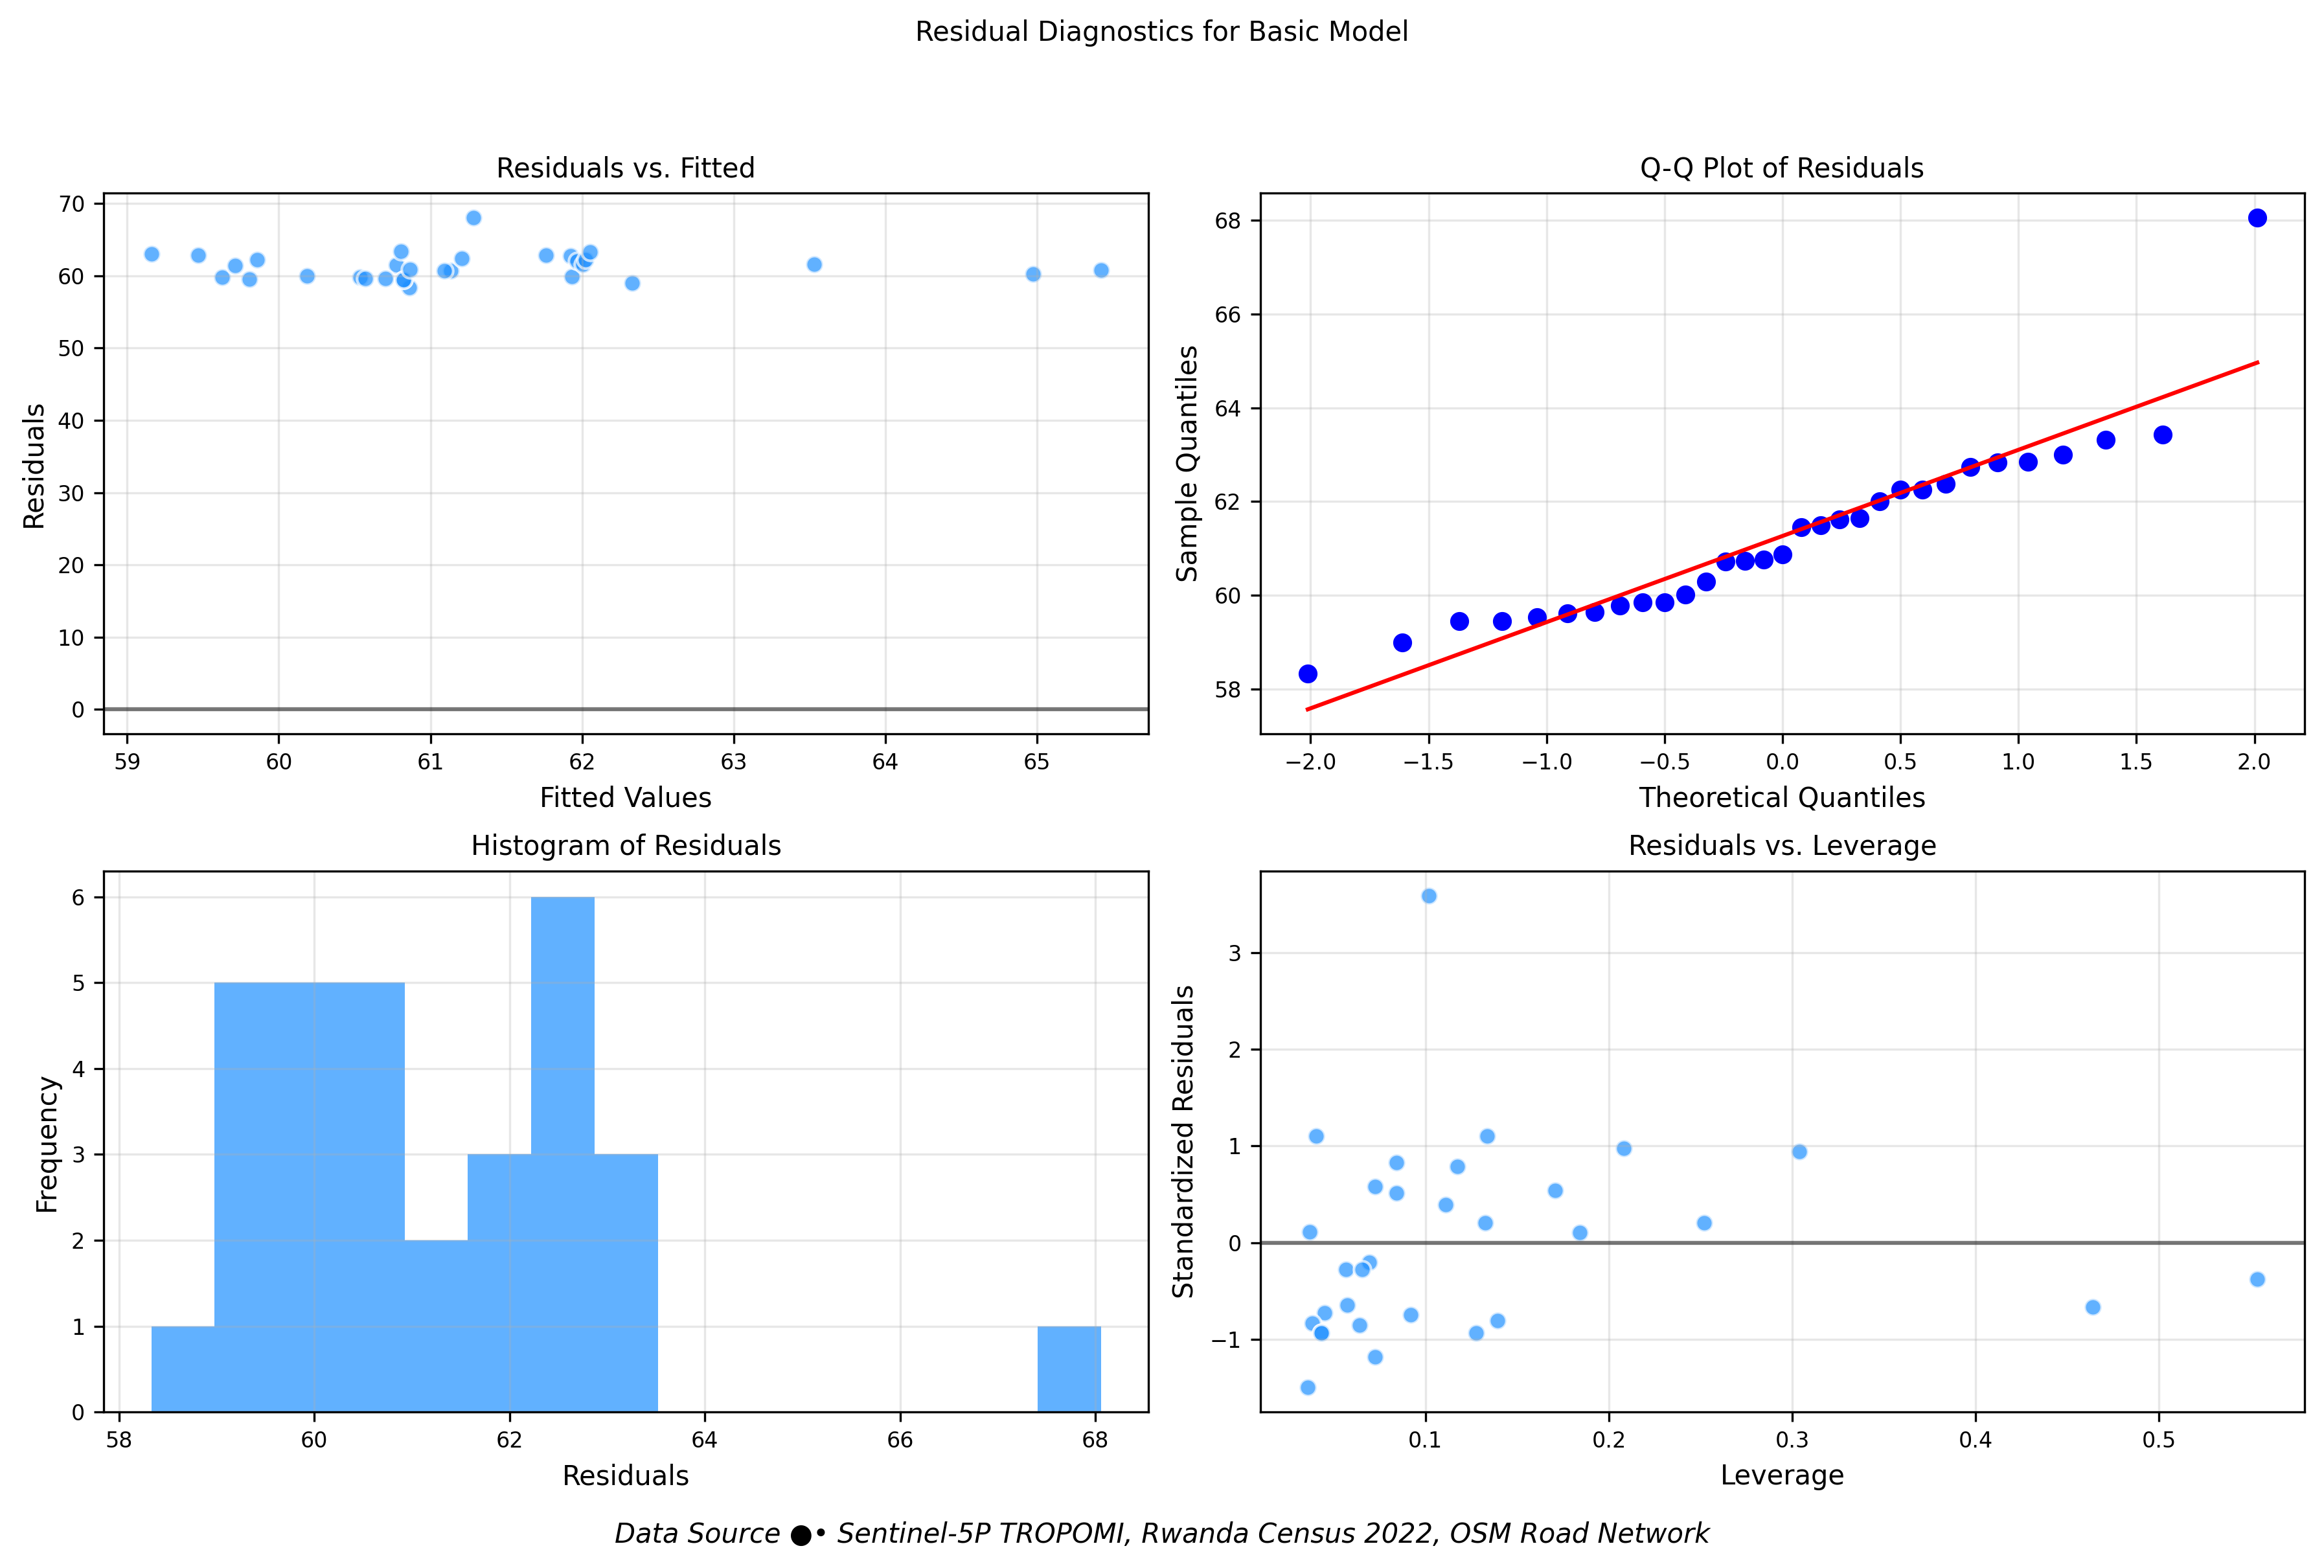 Residual Diagnostics for Basic Model
Residuals vs. Fitted
Residuals
70
60
50
40
30
20
10
0
59 60 61 62 63 64 65
Fitted Values
Q-Q Plot of Residuals
Sample Quantiles
68
66
64
62
60
58
−2.0 −1.5 −1.0 −0.5 0.0 0.5 1.0 1.5 2.0
Theoretical Quantiles
Histogram of Residuals
Frequency
6
5
4
3
2
1
0
58 60 62 64 66 68
Residuals
Residuals vs. Leverage
Standardized Residuals
3
2
1
0
−1
0.1 0.2 0.3 0.4 0.5
Leverage
Data Source ●• Sentinel-5P TROPOMI, Rwanda Census 2022, OSM Road Network